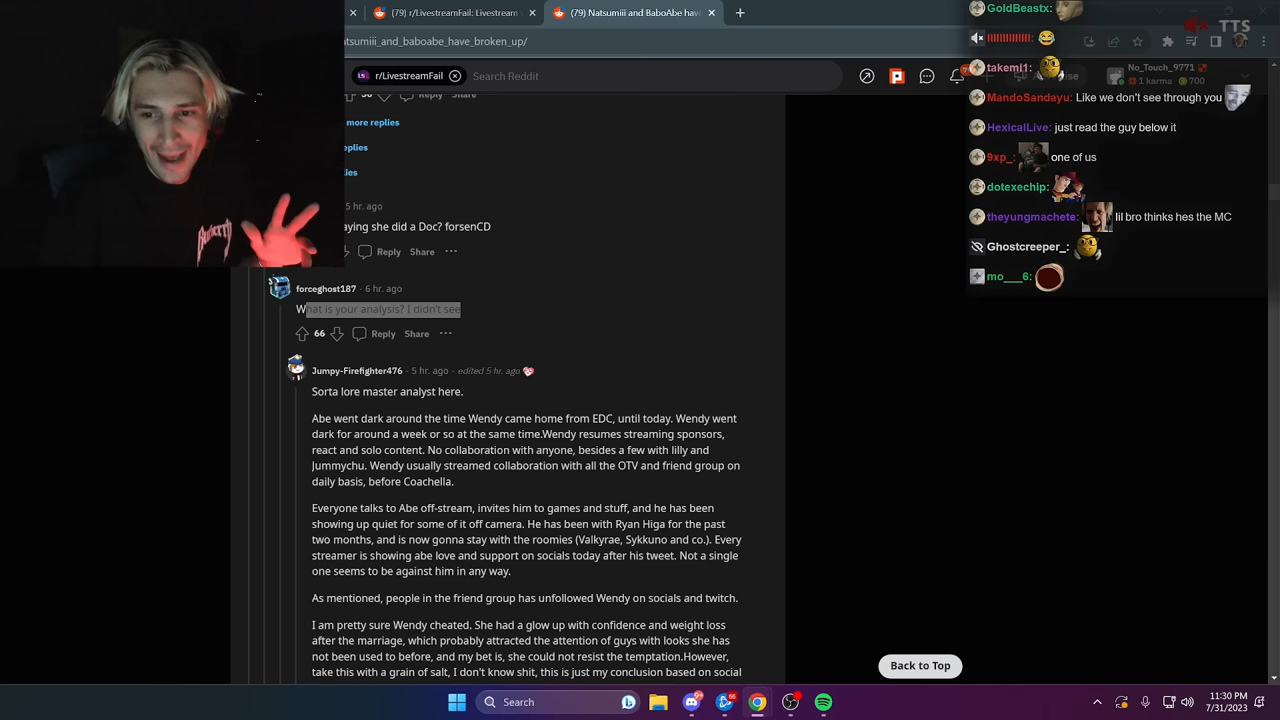 (79) r/LivestreamFail: Livestream
(79) Natsumiii and BaboAbe hav
atsumiii_and_baboabe_have_broken_up/
r/LivestreamFail
Search Reddit
No_Touch_9771
1 karma 700
Reply Share
more replies
eplies
ies
5 hr. ago
aying she did a Doc? forsenCD
Reply Share ···
forceghost187 · 6 hr. ago
What is your analysis? I didn't see
66 Reply Share ···
Jumpy-Firefighter476 · 5 hr. ago · edited 5 hr. ago
Sorta lore master analyst here.
Abe went dark around the time Wendy came home from EDC, until today. Wendy went
dark for around a week or so at the same time.Wendy resumes streaming sponsors,
react and solo content. No collaboration with anyone, besides a few with lilly and
Jummychu. Wendy usually streamed collaboration with all the OTV and friend group on
daily basis, before Coachella.
Everyone talks to Abe off-stream, invites him to games and stuff, and he has been
showing up quiet for some of it off camera. He has been with Ryan Higa for the past
two months, and is now gonna stay with the roomies (Valkyrae, Sykkuno and co.). Every
streamer is showing abe love and support on socials today after his tweet. Not a single
one seems to be against him in any way.
As mentioned, people in the friend group has unfollowed Wendy on socials and twitch.
I am pretty sure Wendy cheated. She had a glow up with confidence and weight loss
after the marriage, which probably attracted the attention of guys with looks she has
not been used to before, and my bet is, she could not resist the temptation.However,
take this with a grain of salt, I don't know shit, this is just my conclusion based on social
Back to Top
TTS
GoldBeastx:
takemi1:
MandoSandayu: Like we don't see through you
HexicalLive: just read the guy below it
9xp_: one of us
dotexechip:
theyungmachete: lil bro thinks hes the MC
Ghostcreeper_:
mo___6:
Search
66
11:30 PM
7/31/2023